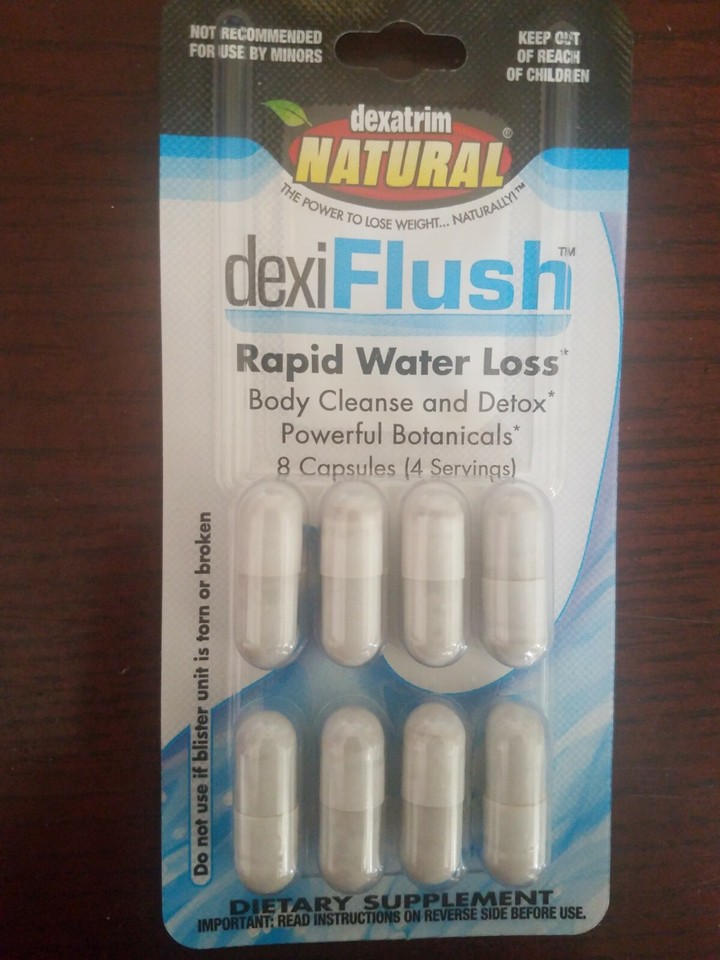 NOT RECOMMENDED
FOR USE BY MINORS
KEEP OUT
OF REACH
OF CHILDREN
dexatrim
NATURAL®
THE POWER TO LOSE WEIGHT... NATURALLY!™
dexiFlush™
Rapid Water Loss*
Body Cleanse and Detox*
Powerful Botanicals*
8 Capsules (4 Servings)
Do not use if blister unit is torn or broken
DIETARY SUPPLEMENT
IMPORTANT: READ INSTRUCTIONS ON REVERSE SIDE BEFORE USE.